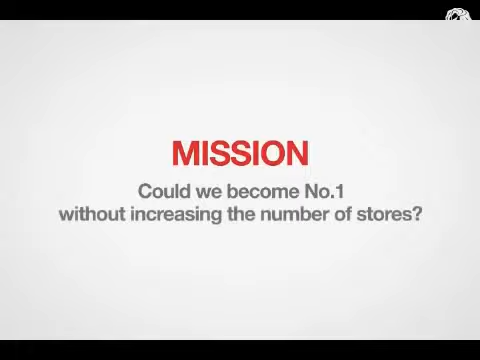 MISSION
Could we become No.1
without increasing the number of stores?